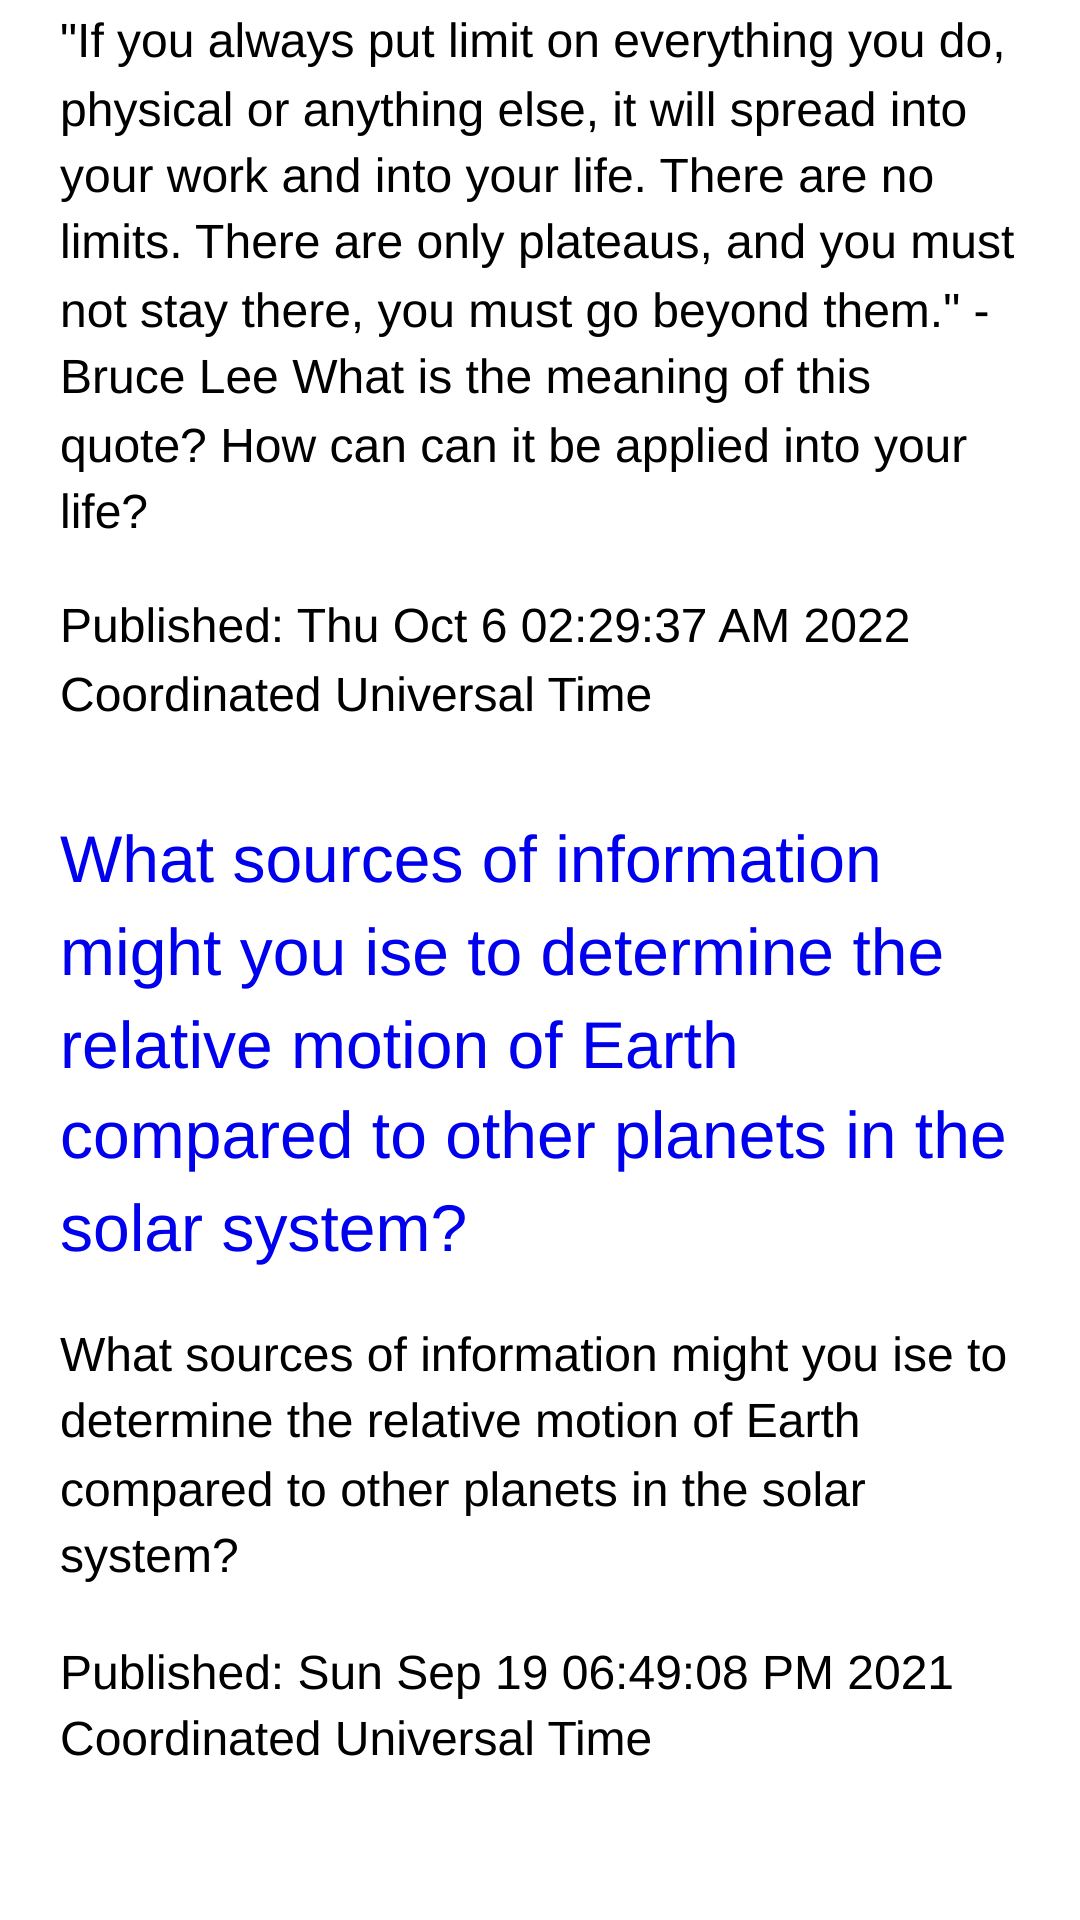 "If you always put limit on everything you do,
physical or anything else, it will spread into
your work and into your life. There are no
limits. There are only plateaus, and you must
not stay there, you must go beyond them." -
Bruce Lee What is the meaning of this
quote? How can can it be applied into your
life?
Published: Thu Oct 6 02:29:37 AM 2022
Coordinated Universal Time
What sources of information
might you ise to determine the
relative motion of Earth
compared to other planets in the
solar system?
What sources of information might you ise to
determine the relative motion of Earth
compared to other planets in the solar
system?
Published: Sun Sep 19 06:49:08 PM 2021
Coordinated Universal Time